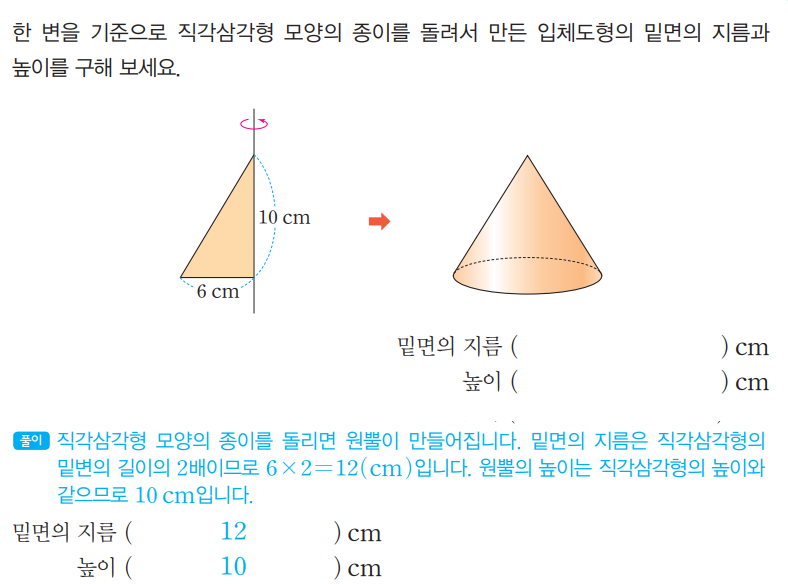 한 변을 기준으로 직각삼각형 모양의 종이를 돌려서 만든 입체도형의 밑면의 지름과
높이를 구해 보세요.
10 cm
6 cm
밑면의 지름 ( ) cm
높이 ( ) cm
풀이 직각삼각형 모양의 종이를 돌리면 원뿔이 만들어집니다. 밑면의 지름은 직각삼각형의
밑변의 길이의 2배이므로 6×2=12(cm)입니다. 원뿔의 높이는 직각삼각형의 높이와
같으므로 10 cm입니다.
밑면의 지름 ( 12 ) cm
높이 ( 10 ) cm